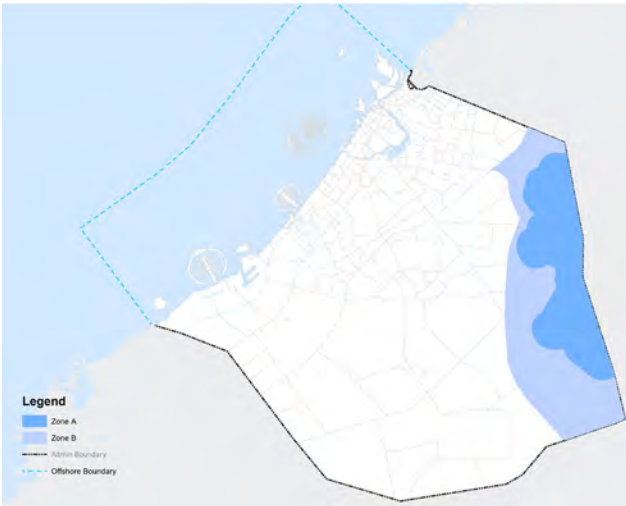 Legend
Zone A
Zone B
Admin Boundary
Offshore Boundary